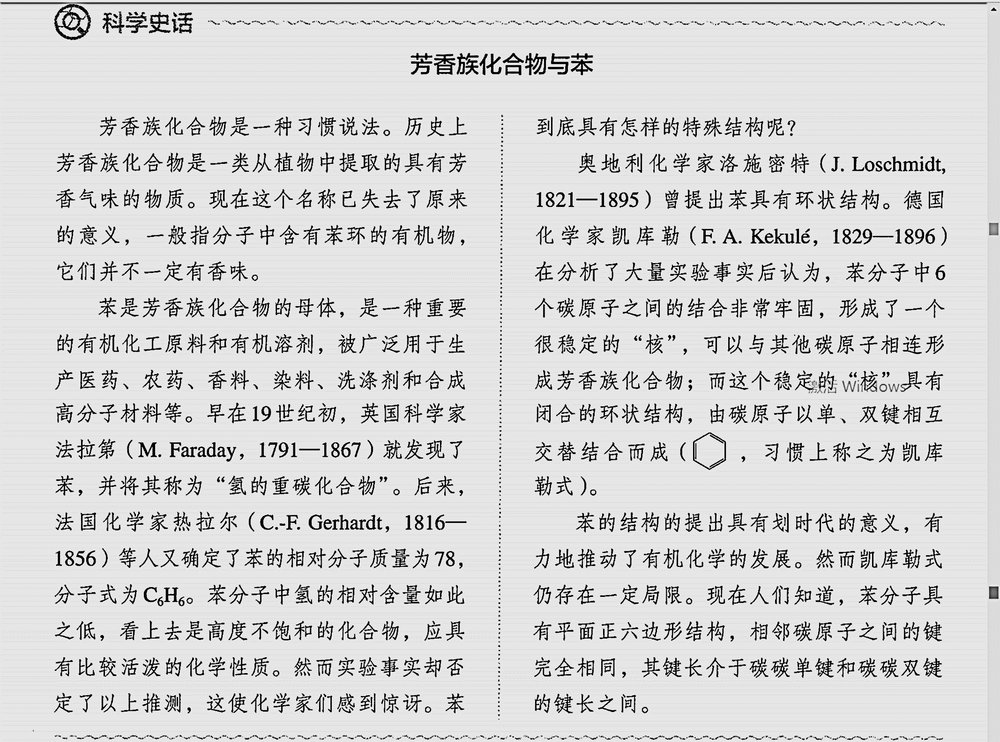 科学史话
芳香族化合物与苯
芳香族化合物是一种习惯说法。历史上
芳香族化合物是一类从植物中提取的具有芳
香气味的物质。现在这个名称已失去了原来
的意义，一般指分子中含有苯环的有机物，
它们并不一定有香味。
苯是芳香族化合物的母体，是一种重要
的有机化工原料和有机溶剂，被广泛用于生
产医药、农药、香料、染料、洗涤剂和合成
高分子材料等。早在19世纪初，英国科学家
法拉第（M. Faraday，1791—1867）就发现了
苯，并将其称为“氢的重碳化合物”。后来，
法国化学家热拉尔（C.-F. Gerhardt，1816—
1856）等人又确定了苯的相对分子质量为78，
分子式为C₆H₆。苯分子中氢的相对含量如此
之低，看上去是高度不饱和的化合物，应具
有比较活泼的化学性质。然而实验事实却否
定了以上推测，这使化学家们感到惊讶。苯
到底具有怎样的特殊结构呢？
奥地利化学家洛施密特（J. Loschmidt,
1821—1895）曾提出苯具有环状结构。德国
化学家凯库勒（F. A. Kekulé，1829—1896）
在分析了大量实验事实后认为，苯分子中6
个碳原子之间的结合非常牢固，形成了一个
很稳定的“核”，可以与其他碳原子相连形
成芳香族化合物；而这个稳定的“核”具有
激活 Windows
闭合的环状结构，由碳原子以单、双键相互
交替结合而成（，习惯上称之为凯库
勒式）。
苯的结构的提出具有划时代的意义，有
力地推动了有机化学的发展。然而凯库勒式
仍存在一定局限。现在人们知道，苯分子具
有平面正六边形结构，相邻碳原子之间的键
完全相同，其键长介于碳碳单键和碳碳双键
的键长之间。